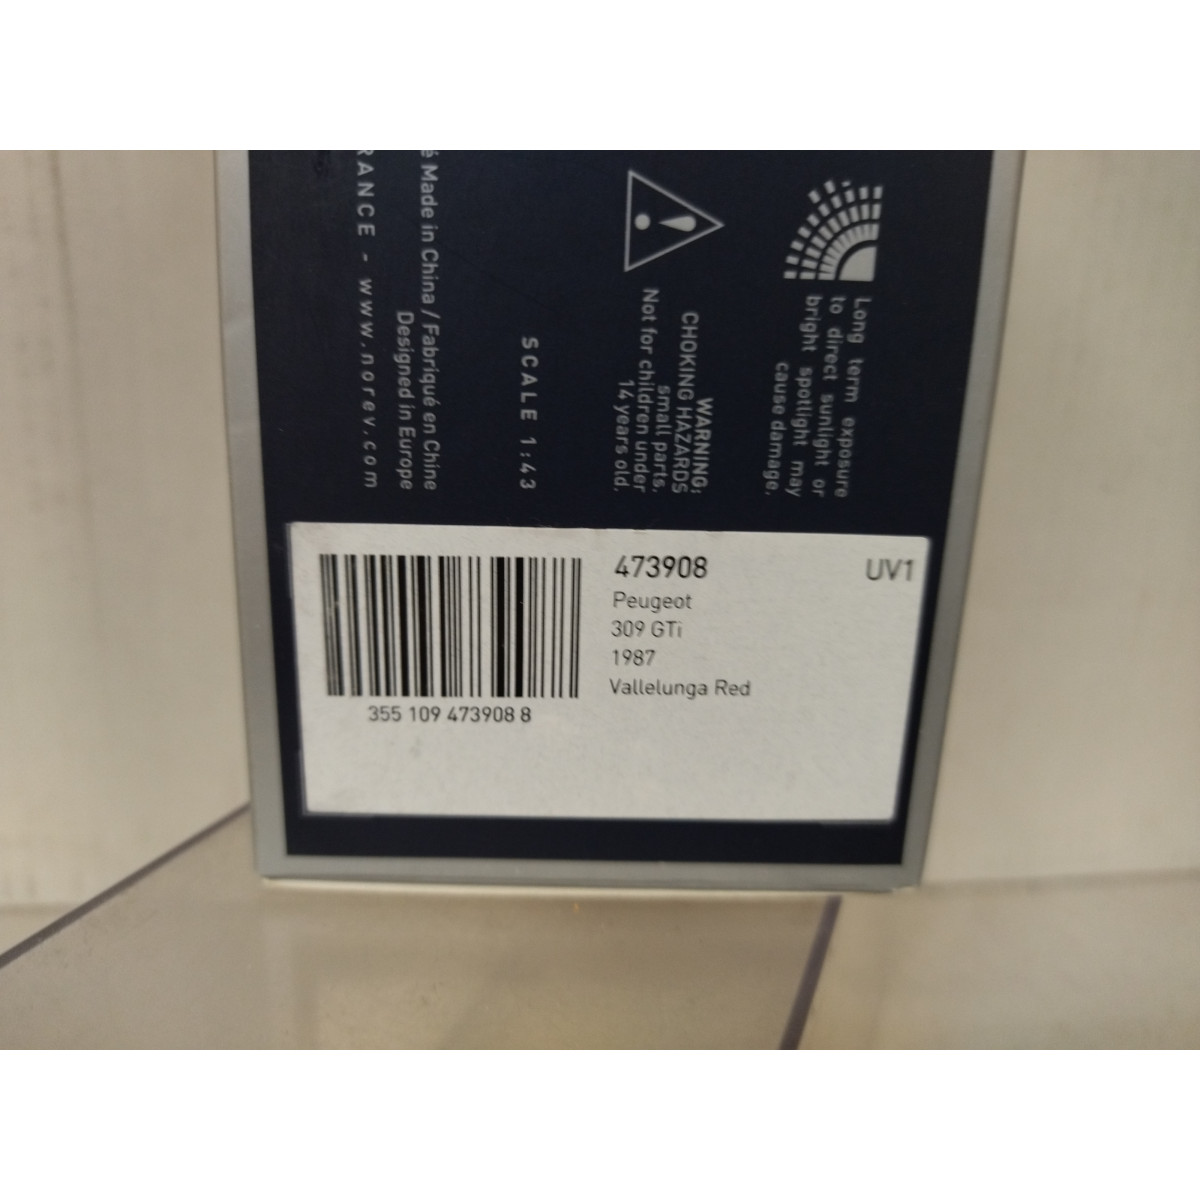 Long term exposure
to direct sunlight or
bright spotlight may
cause damage.
WARNING:
CHOKING HAZARDS
small parts.
Not for children under
14 years old.
SCALE 1:43
é Made in China / Fabriqué en Chine
Designed in Europe
RANCE - www.norev.com
473908
UV1
Peugeot
309 GTi
1987
Vallelunga Red
355 109 473908 8